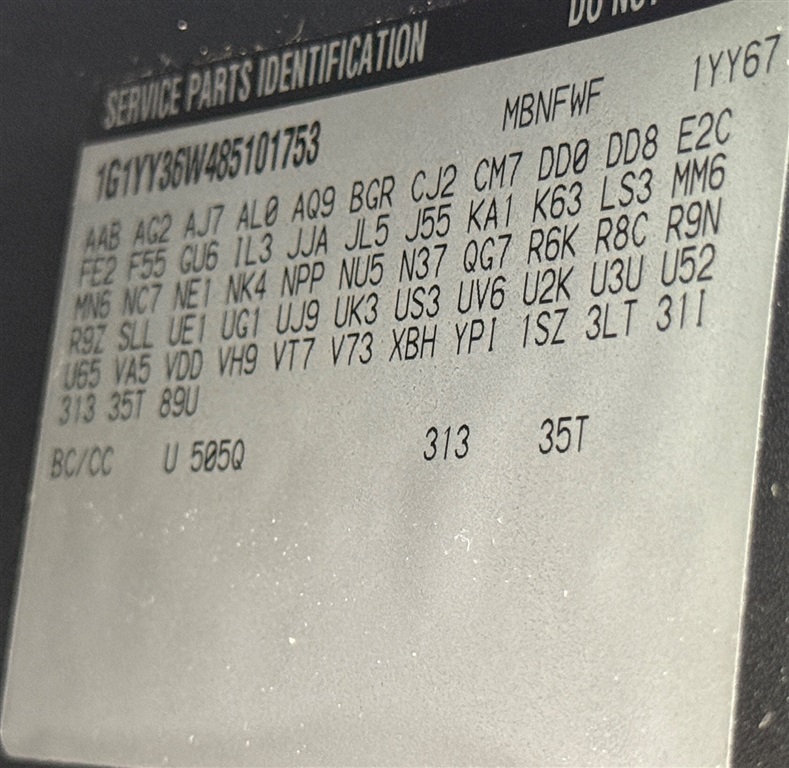 DO NOT
SERVICE PARTS IDENTIFICATION
1G1YY36W485101753 MBNFWF 1YY67
AAB AG2 AJ7 AL0 AQ9 BGR CJ2 CM7 DD0 DD8 E2C
FE2 F55 GU6 IL3 JJA JL5 J55 KA1 K63 LS3 MM6
MN6 NC7 NE1 NK4 NPP NU5 N37 QG7 R6K R8C R9N
R9Z SLL UE1 UG1 UJ9 UK3 US3 UV6 U2K U3U U52
U65 VA5 VDD VH9 VT7 V73 XBH YPI 1SZ 3LT 31I
313 35T 89U
BC/CC U 505Q 313 35T